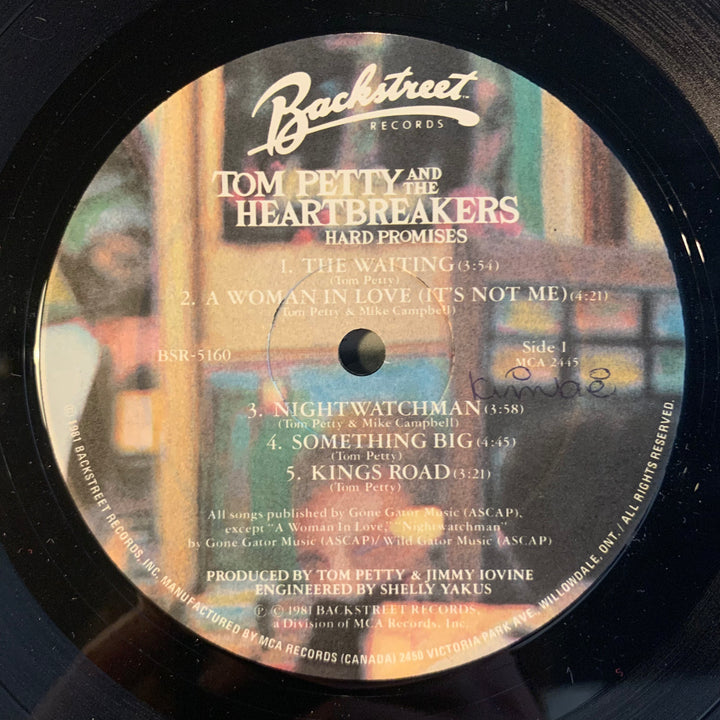 Backstreet™
RECORDS
TOM PETTY AND THE
HEARTBREAKERS
HARD PROMISES
1. THE WAITING (3:54)
(Tom Petty)
2. A WOMAN IN LOVE (IT'S NOT ME) (4:21)
(Tom Petty & Mike Campbell)
BSR-5160
Side 1
MCA 2445
3. NIGHTWATCHMAN (3:58)
(Tom Petty & Mike Campbell)
4. SOMETHING BIG (4:45)
(Tom Petty)
5. KINGS ROAD (3:21)
(Tom Petty)
All songs published by Gone Gator Music (ASCAP),
except "A Woman In Love," "Nightwatchman"
by Gone Gator Music (ASCAP)/ Wild Gator Music (ASCAP)
PRODUCED BY TOM PETTY & JIMMY IOVINE
ENGINEERED BY SHELLY YAKUS
Ⓟ © 1981 BACKSTREET RECORDS,
a Division of MCA Records, Inc.
© 1981 BACKSTREET RECORDS, INC. MANUFACTURED BY MCA RECORDS (CANADA) 2450 VICTORIA PARK AVE., WILLOWDALE, ONT. / ALL RIGHTS RESERVED.